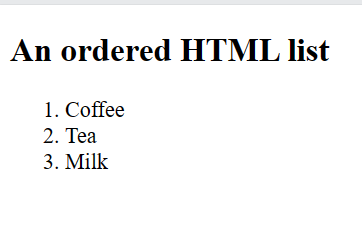 An ordered HTML list
1. Coffee
2. Tea
3. Milk